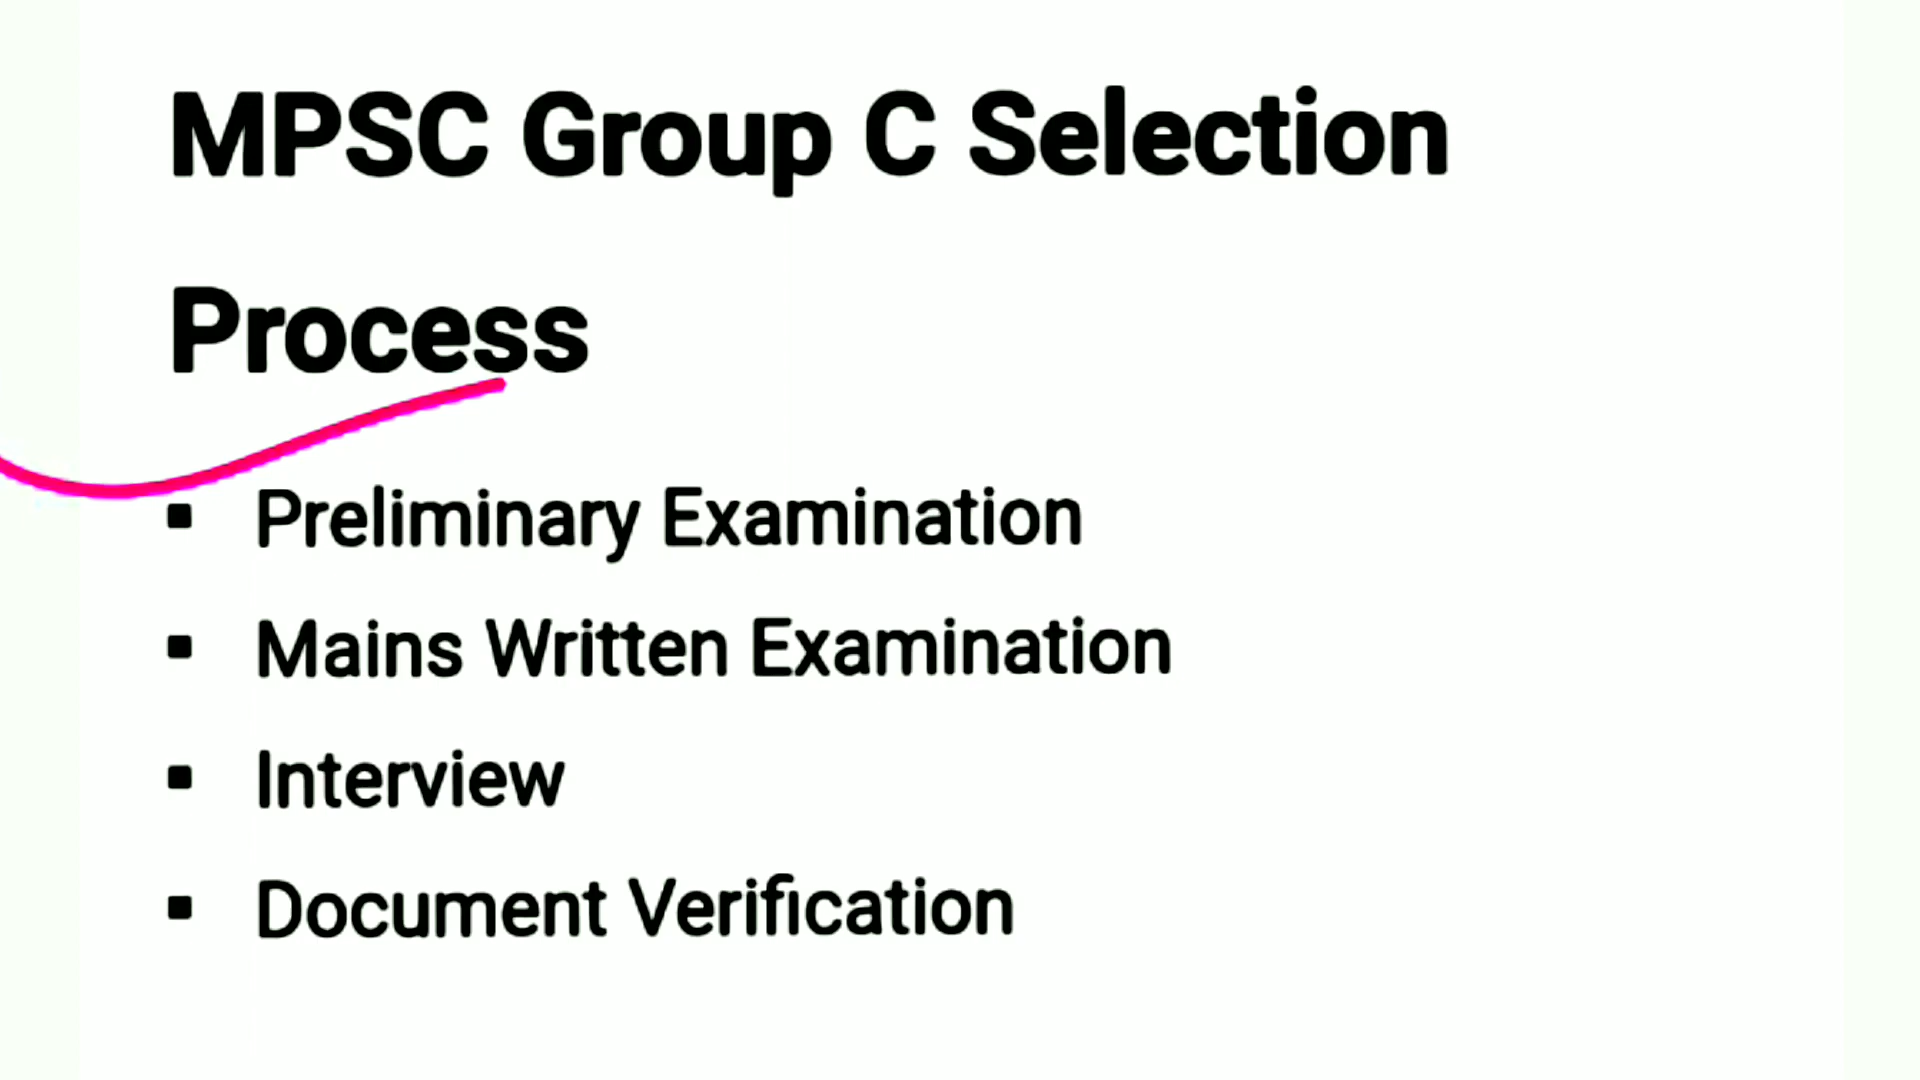 MPSC Group C Selection
Process
▪ Preliminary Examination
▪ Mains Written Examination
▪ Interview
▪ Document Verification